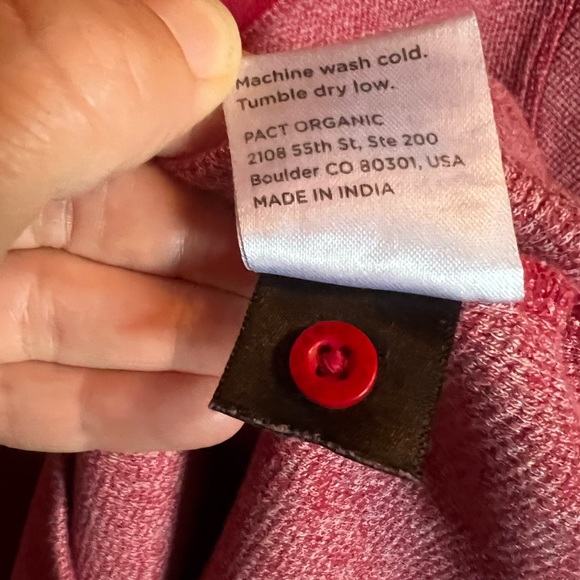 Machine wash cold.
Tumble dry low.
PACT ORGANIC
2108 55th St, Ste 200
Boulder CO 80301, USA
MADE IN INDIA